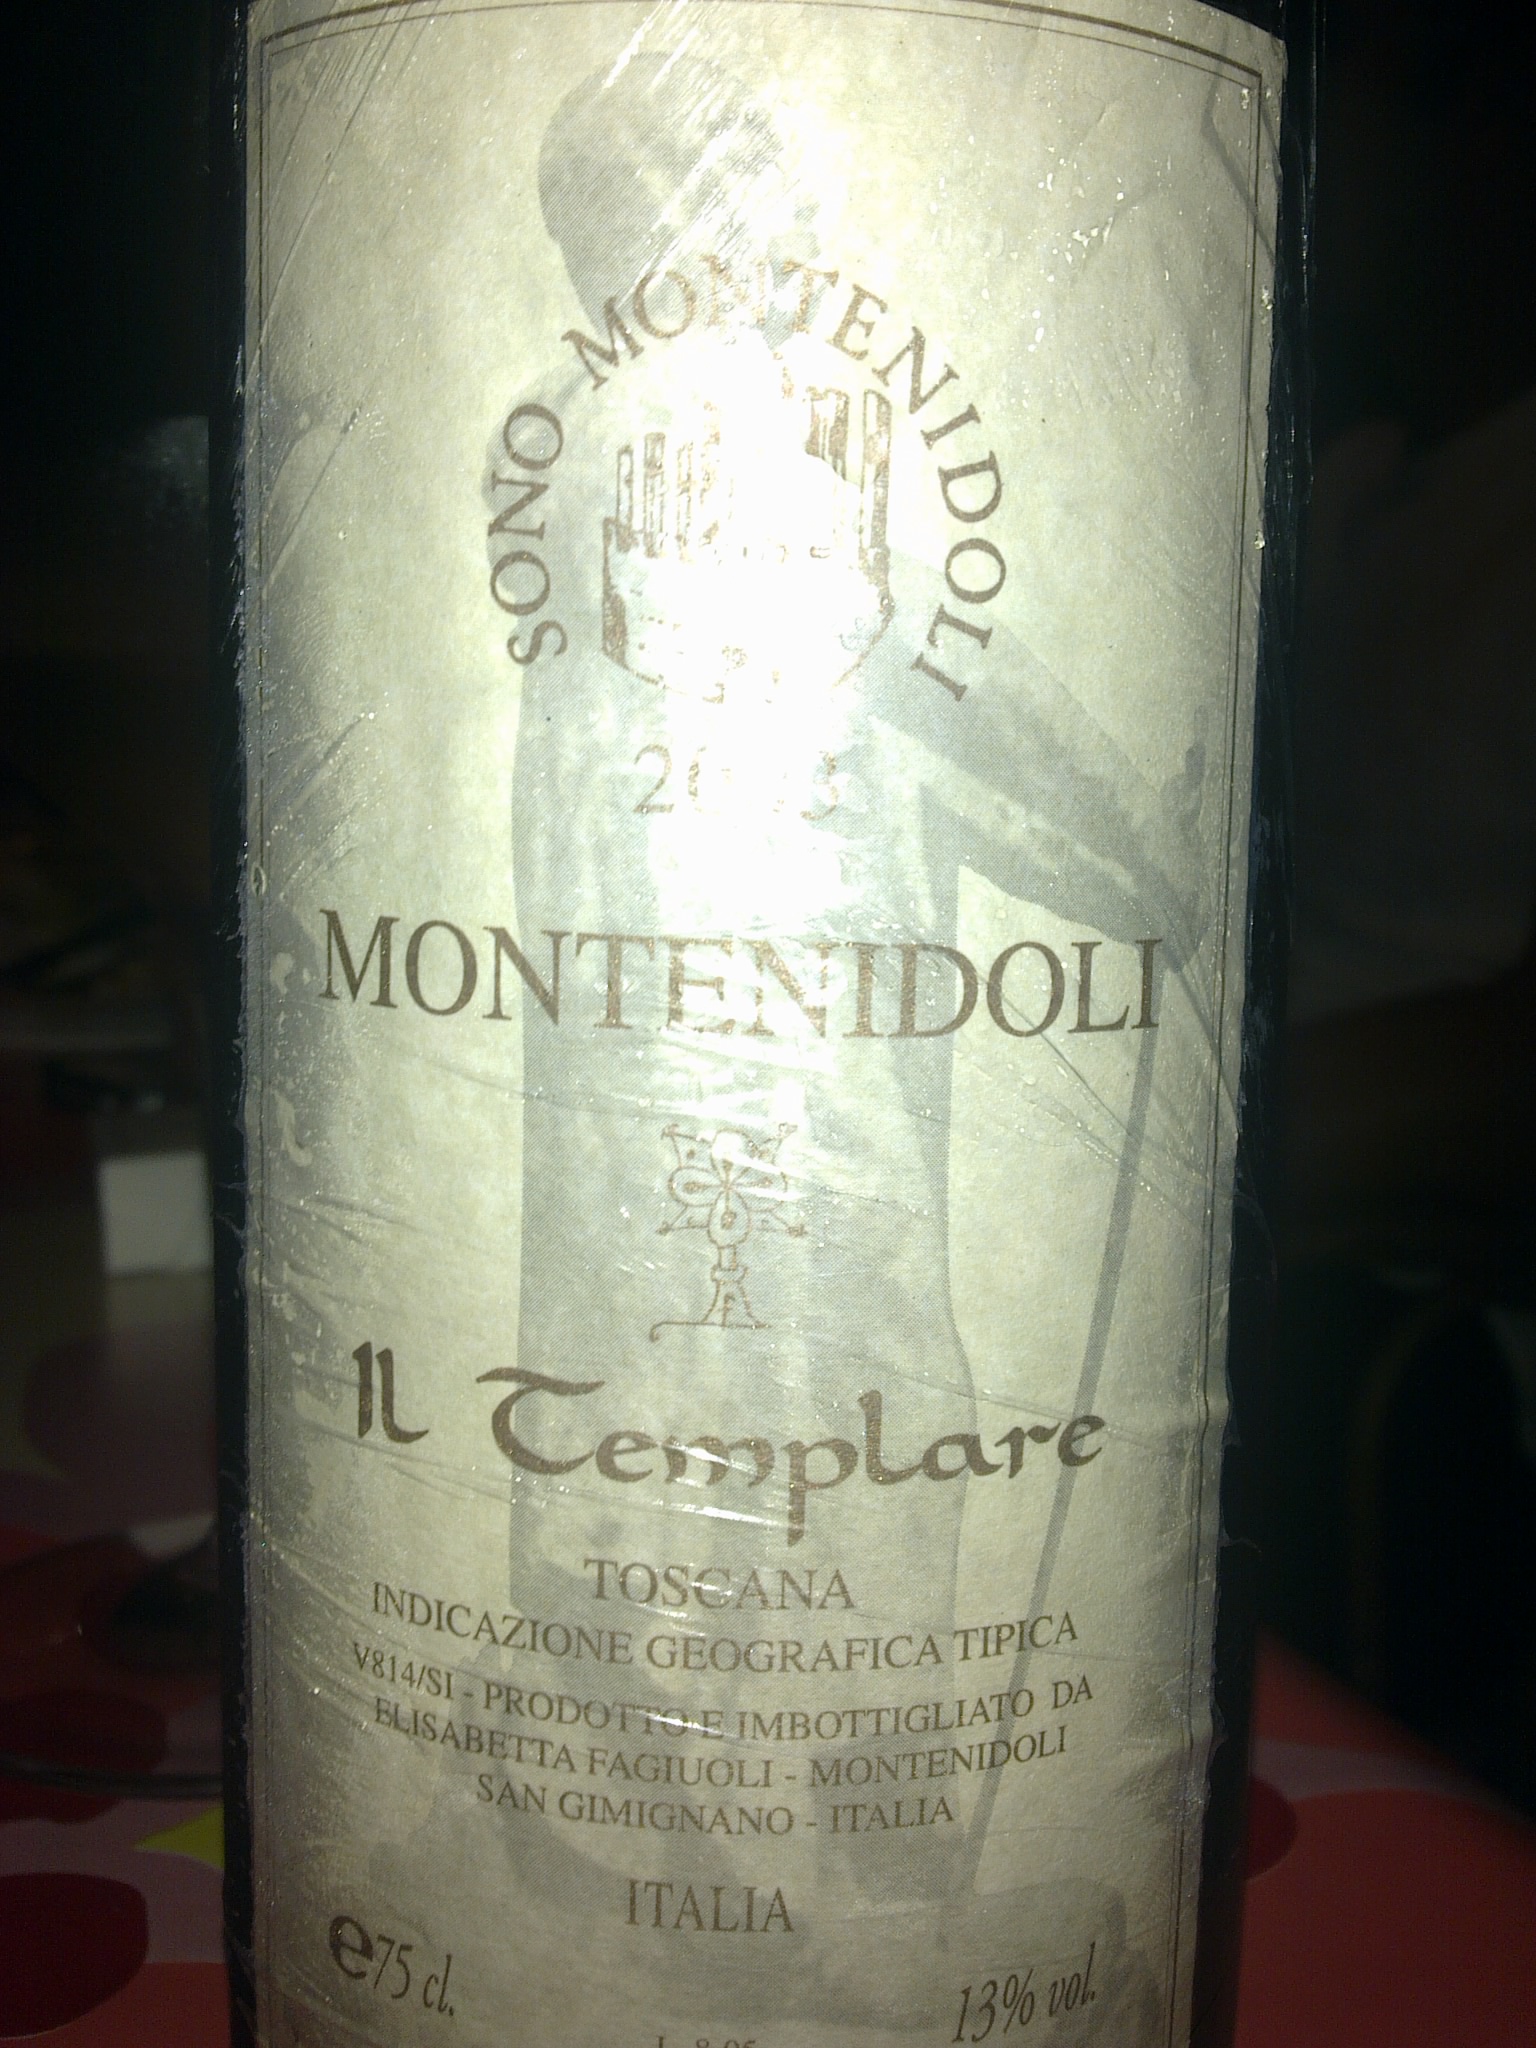 SONO MONTENIDOLI
MONTENIDOLI
Il Templare
TOSCANA
INDICAZIONE GEOGRAFICA TIPICA
V814/SI - PRODOTTO E IMBOTTIGLIATO DA
ELISABETTA FAGIUOLI - MONTENIDOLI
SAN GIMIGNANO - ITALIA
ITALIA
e75 cl.
13% vol.